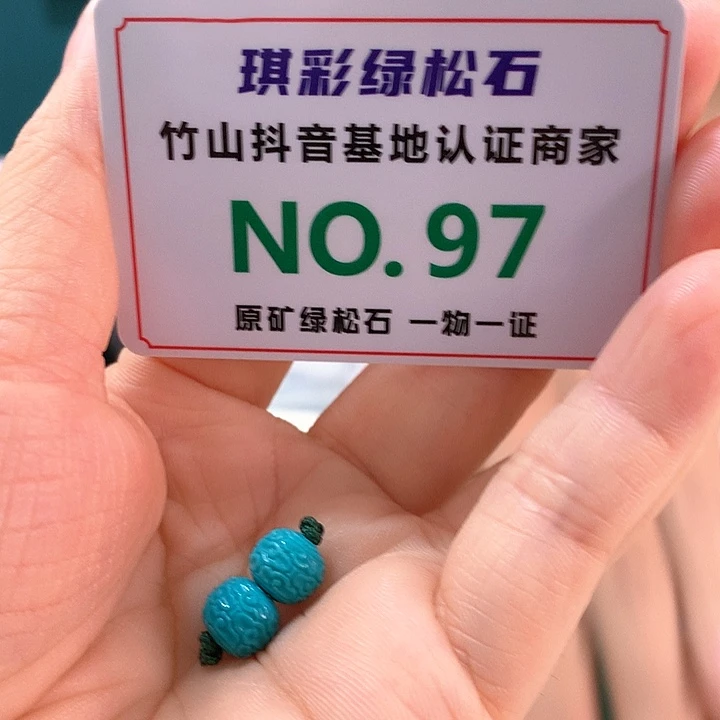 琪彩绿松石
竹山抖音基地认证商家
NO.97
原矿绿松石 一物一证